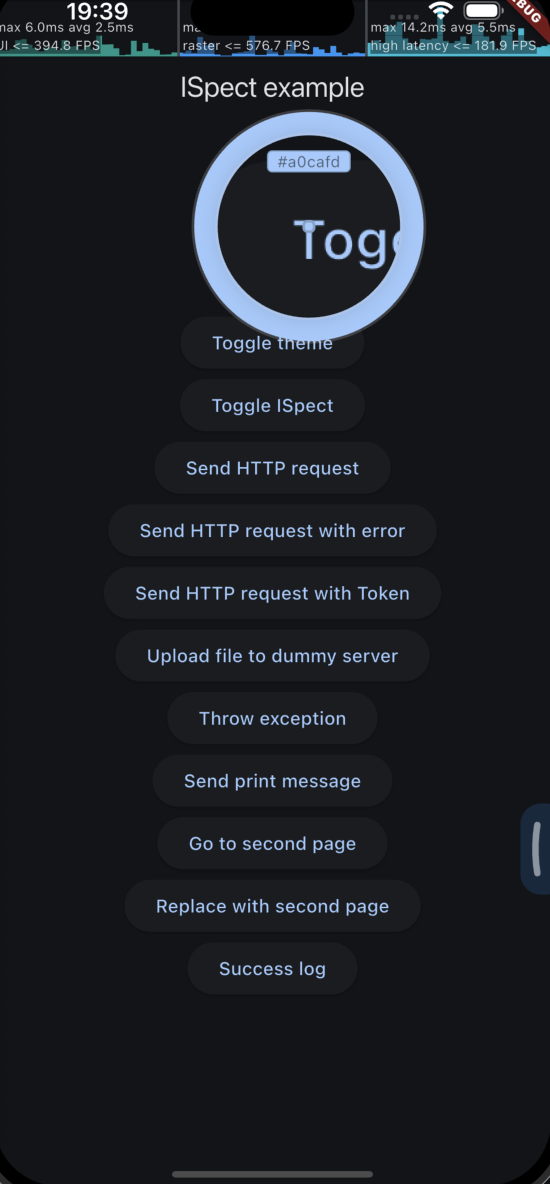 19:39
max 6.0ms avg 2.5ms
UI <= 394.8 FPS
raster <= 576.7 FPS
max 14.2ms avg 5.5ms
high latency <= 181.9 FPS
ISpect example
#a0cafd
Togg
Toggle theme
Toggle ISpect
Send HTTP request
Send HTTP request with error
Send HTTP request with Token
Upload file to dummy server
Throw exception
Send print message
Go to second page
Replace with second page
Success log